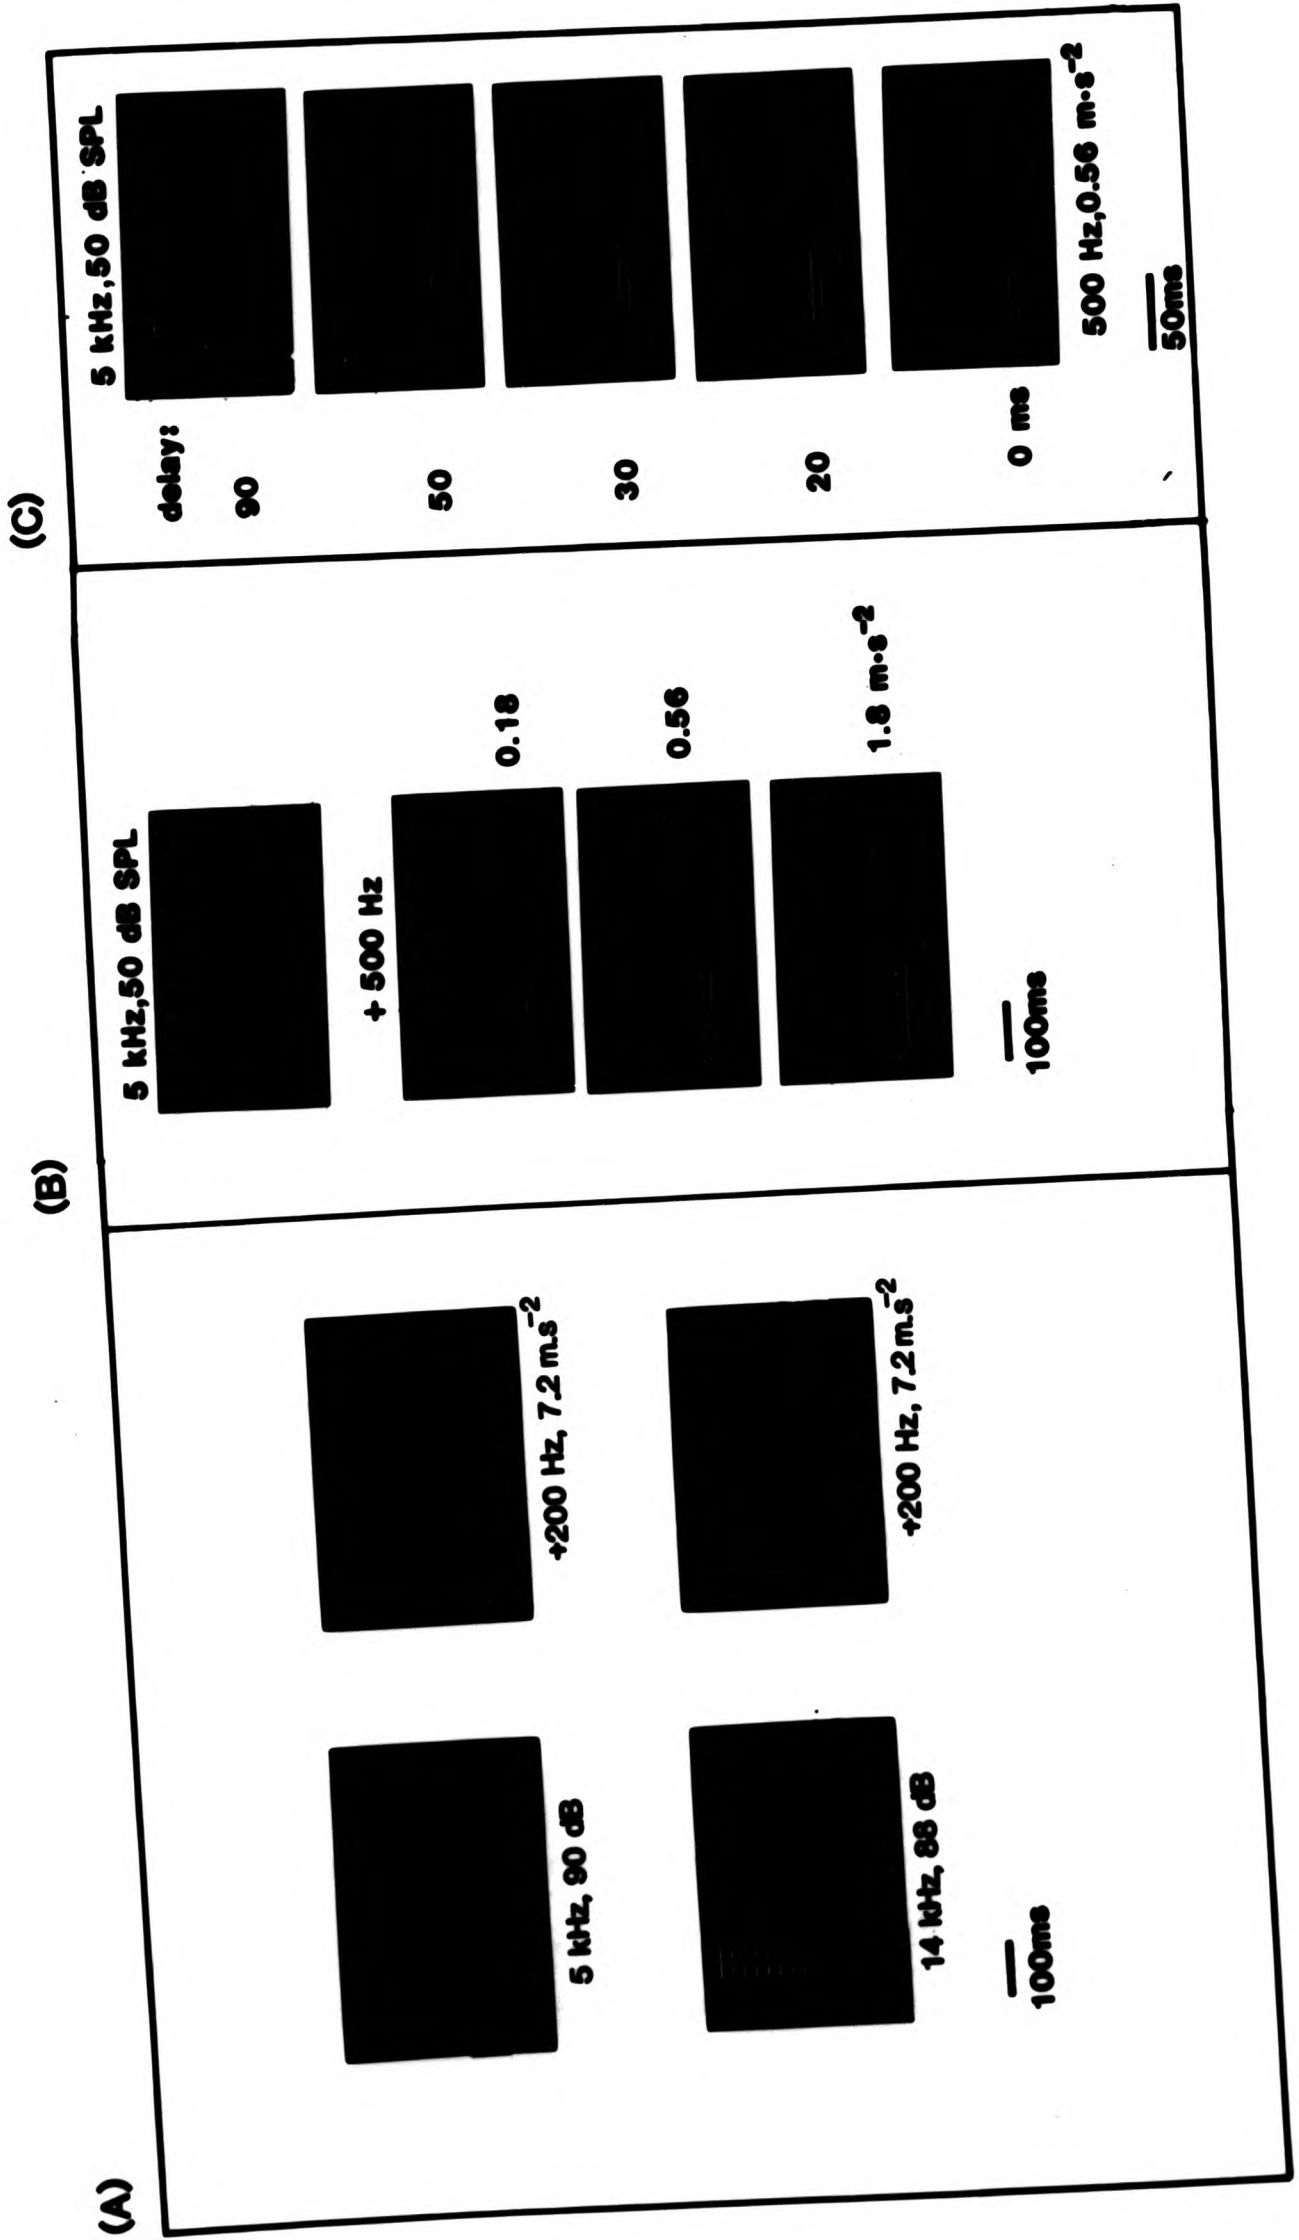 (A)
5 kHz, 90 dB
+200 Hz, 7.2 m.s⁻²
14 kHz, 88 dB
+200 Hz, 7.2 m.s⁻²
100ms
(B)
5 kHz,50 dB SPL
+ 500 Hz
0.18
0.56
1.8 m·s⁻²
100ms
(C)
5 kHz,50 dB SPL
delay:
90
50
30
20
0 ms
500 Hz,0.56 m·s⁻²
50ms